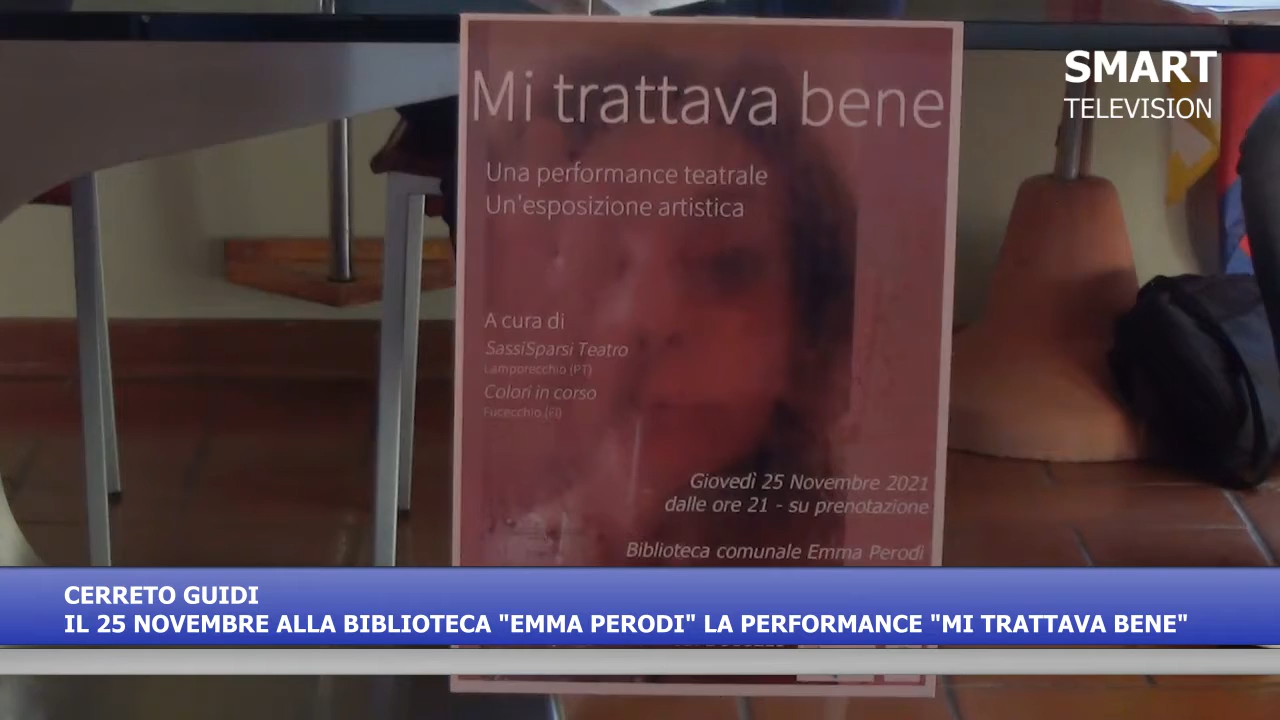 SMART
TELEVISION
Mi trattava bene
Una performance teatrale
Un'esposizione artistica
A cura di
SassiSparsi Teatro
Lamporecchio (PT)
Colori in corso
Fucecchio (FI)
Giovedì 25 Novembre 2021
dalle ore 21 - su prenotazione
Biblioteca comunale Emma Perodi
CERRETO GUIDI
IL 25 NOVEMBRE ALLA BIBLIOTECA "EMMA PERODI" LA PERFORMANCE "MI TRATTAVA BENE"